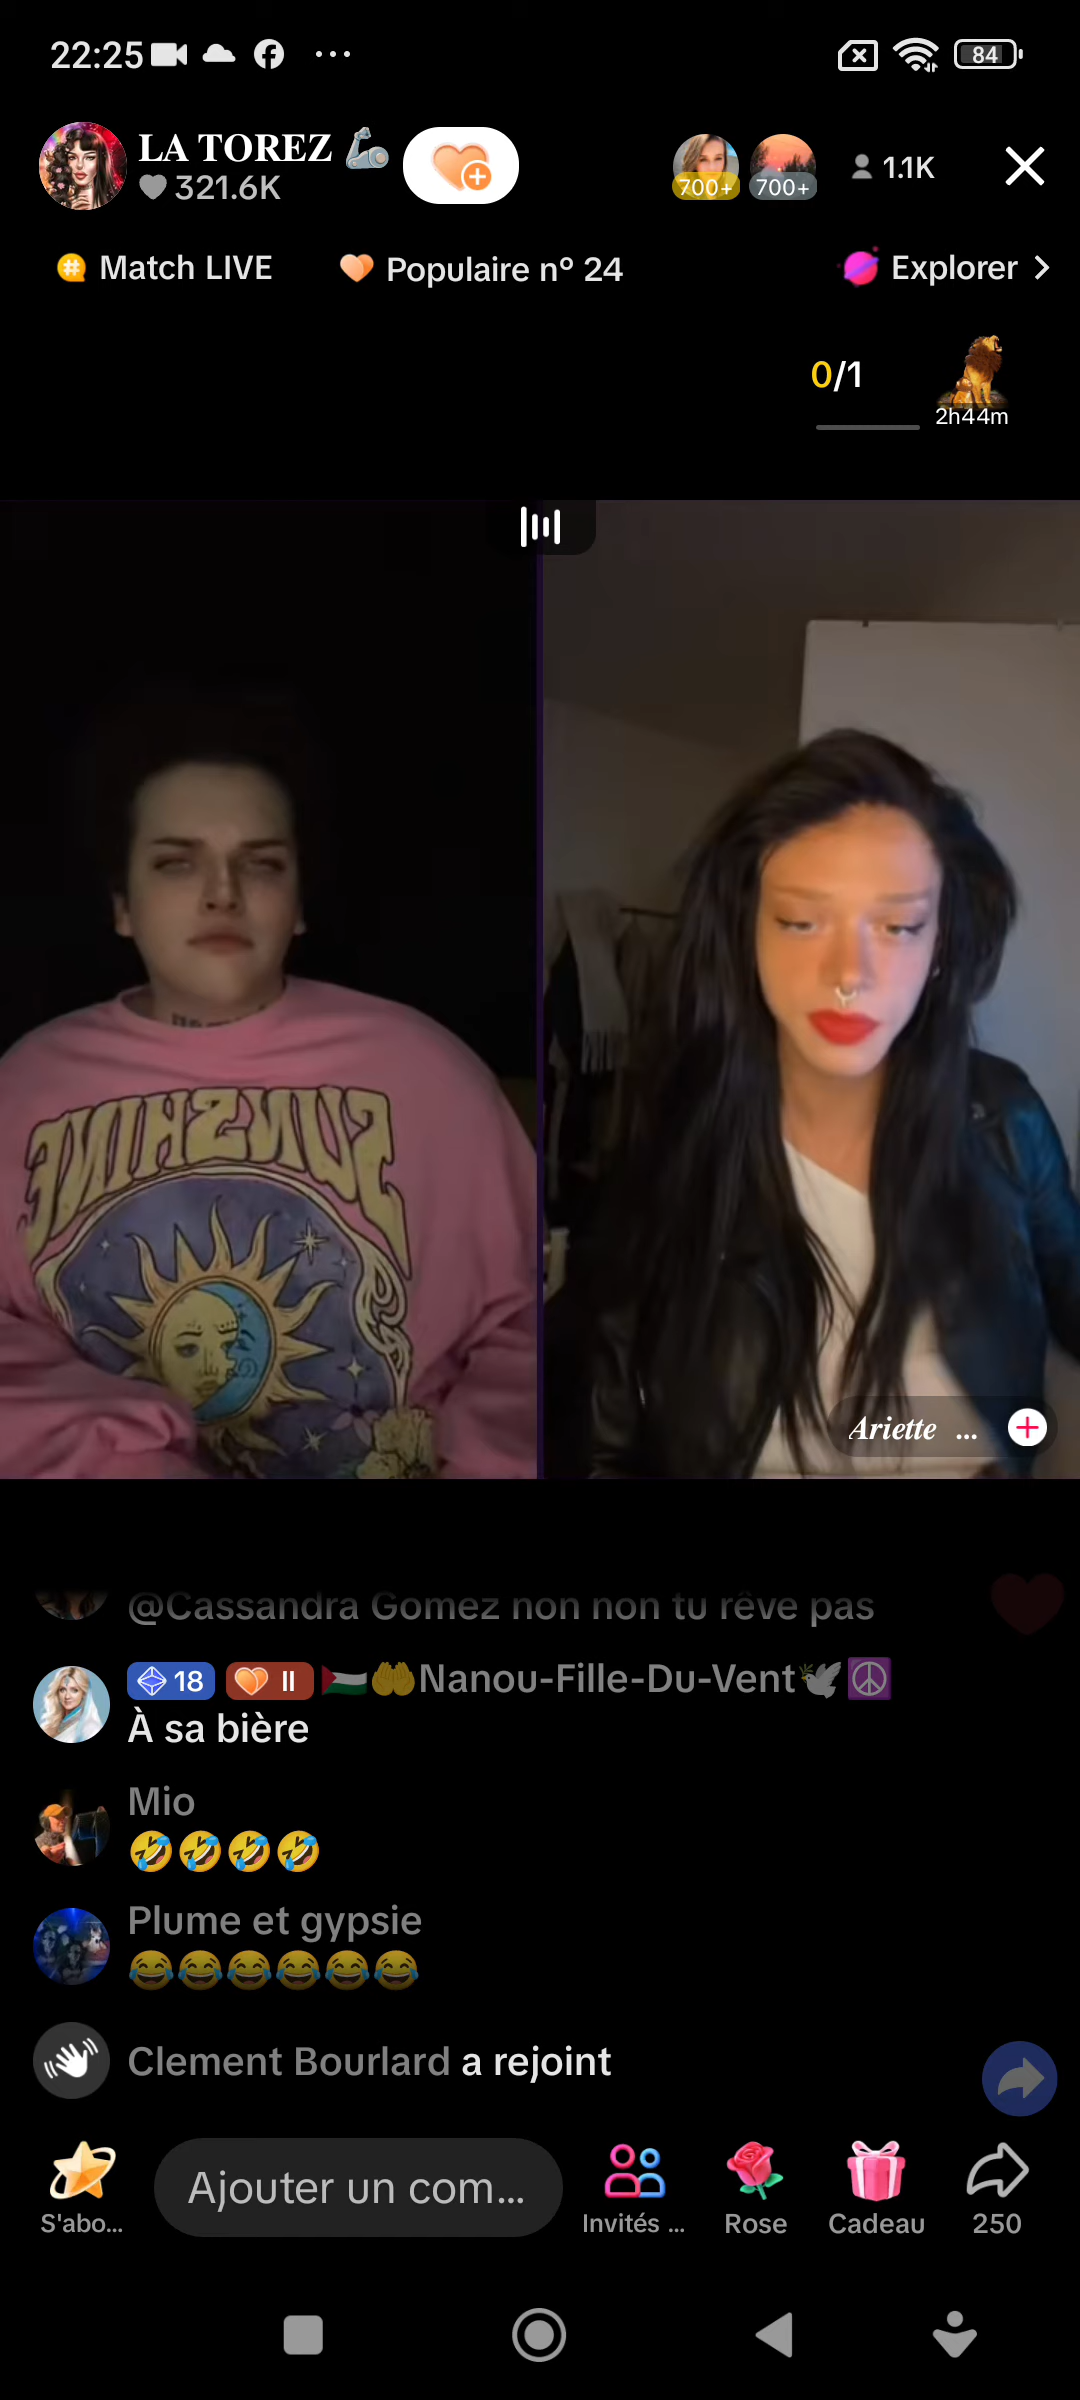 22:25
84
LA TOREZ 🦾
321.6K
700+
700+
1.1K
Match LIVE
Populaire n° 24
Explorer
0/1
2h44m
SUNSHINE
Ariette ...
@Cassandra Gomez non non tu rêve pas
18 II 🇵🇸🤲Nanou-Fille-Du-Vent🕊️☮️
À sa bière
Mio
🤣🤣🤣🤣
Plume et gypsie
😂😂😂😂😂😂
Clement Bourlard a rejoint
Ajouter un com...
S'abo...
Invités ...
Rose
Cadeau
250